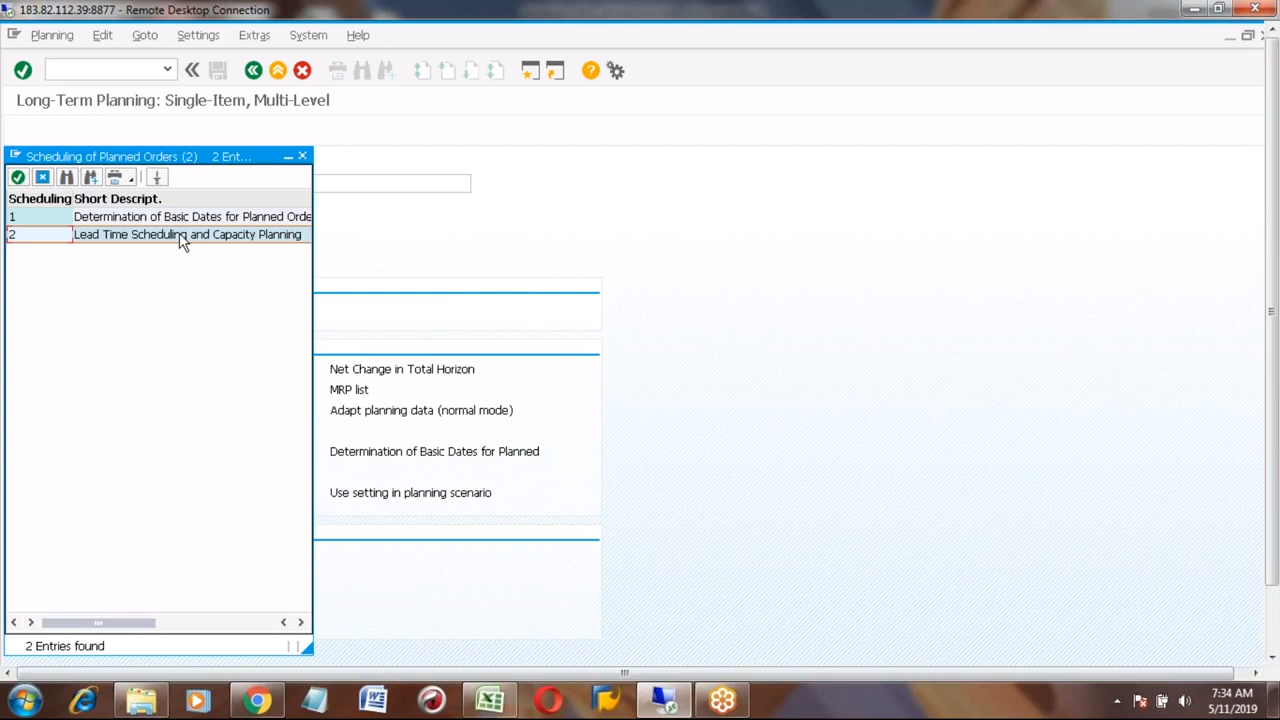 183.82.112.39:8877 - Remote Desktop Connection
Planning Edit Goto Settings Extras System Help
Long-Term Planning: Single-Item, Multi-Level
Scheduling of Planned Orders (2) 2 Ent...
Scheduling Short Descript.
1 Determination of Basic Dates for Planned Orde
2 Lead Time Scheduling and Capacity Planning
Net Change in Total Horizon
MRP list
Adapt planning data (normal mode)
Determination of Basic Dates for Planned
Use setting in planning scenario
2 Entries found
7:34 AM
5/11/2019